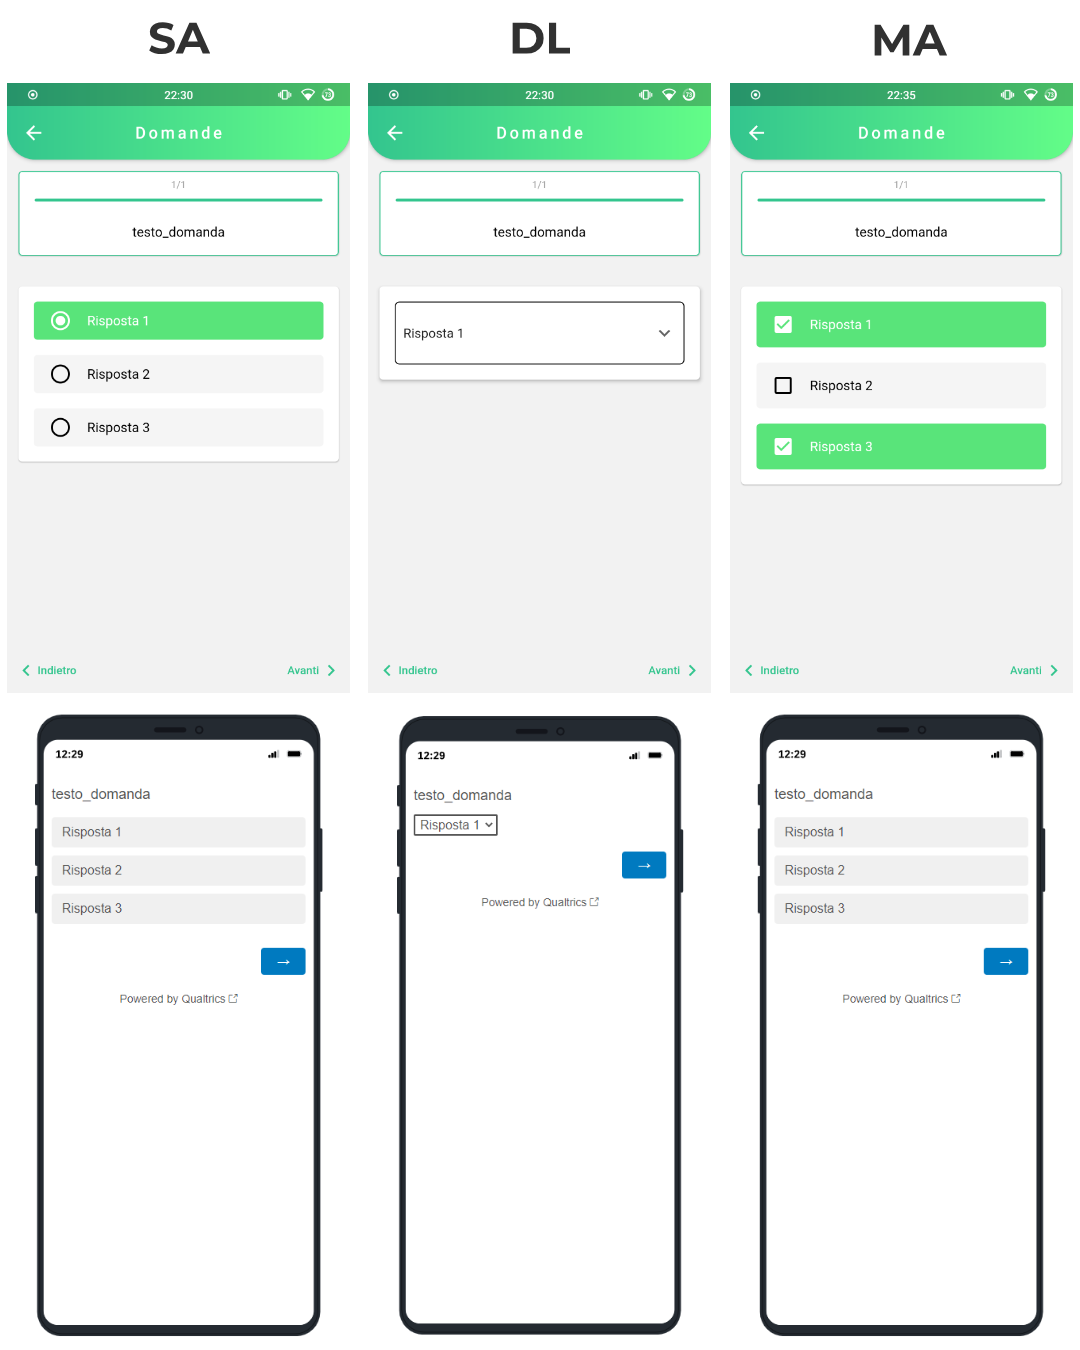 SA
DL
MA
22:30
73
22:30
73
22:35
73
Domande
Domande
Domande
1/1
1/1
1/1
testo_domanda
testo_domanda
testo_domanda
Risposta 1
Risposta 2
Risposta 3
Risposta 1
Risposta 1
Risposta 2
Risposta 3
Indietro
Avanti
Indietro
Avanti
Indietro
Avanti
12:29
testo_domanda
Risposta 1
Risposta 2
Risposta 3
→
Powered by Qualtrics
12:29
testo_domanda
Risposta 1
→
Powered by Qualtrics
12:29
testo_domanda
Risposta 1
Risposta 2
Risposta 3
→
Powered by Qualtrics